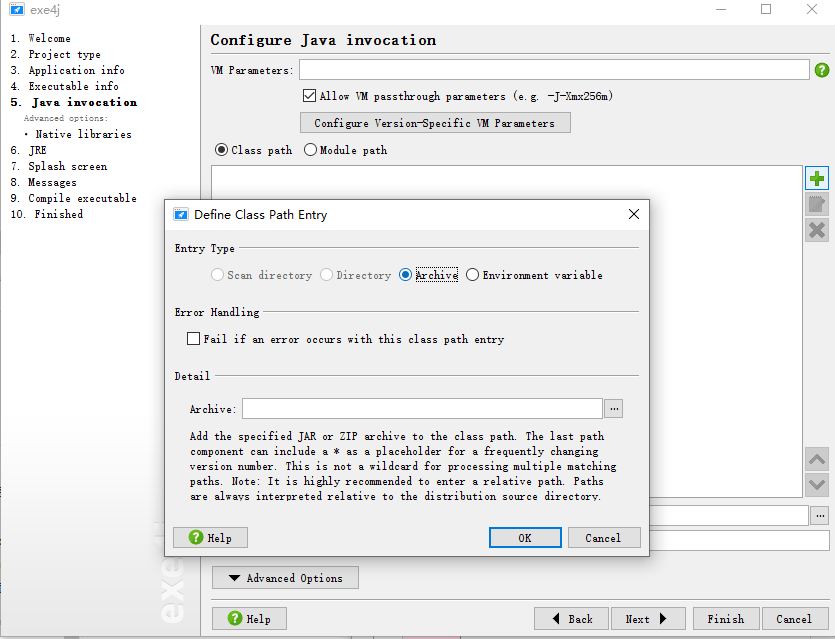 exe4j
1. Welcome
2. Project type
3. Application info
4. Executable info
5. Java invocation
Advanced options:
• Native libraries
6. JRE
7. Splash screen
8. Messages
9. Compile executable
10. Finished
Configure Java invocation
VM Parameters:
Allow VM passthrough parameters (e.g. -J-Xmx256m)
Configure Version-Specific VM Parameters
Class path Module path
Define Class Path Entry
Entry Type
Scan directory Directory Archive Environment variable
Error Handling
Fail if an error occurs with this class path entry
Detail
Archive: ...
Add the specified JAR or ZIP archive to the class path. The last path
component can include a * as a placeholder for a frequently changing
version number. This is not a wildcard for processing multiple matching
paths. Note: It is highly recommended to enter a relative path. Paths
are always interpreted relative to the distribution source directory.
Help OK Cancel
...
Advanced Options
Help Back Next Finish Cancel